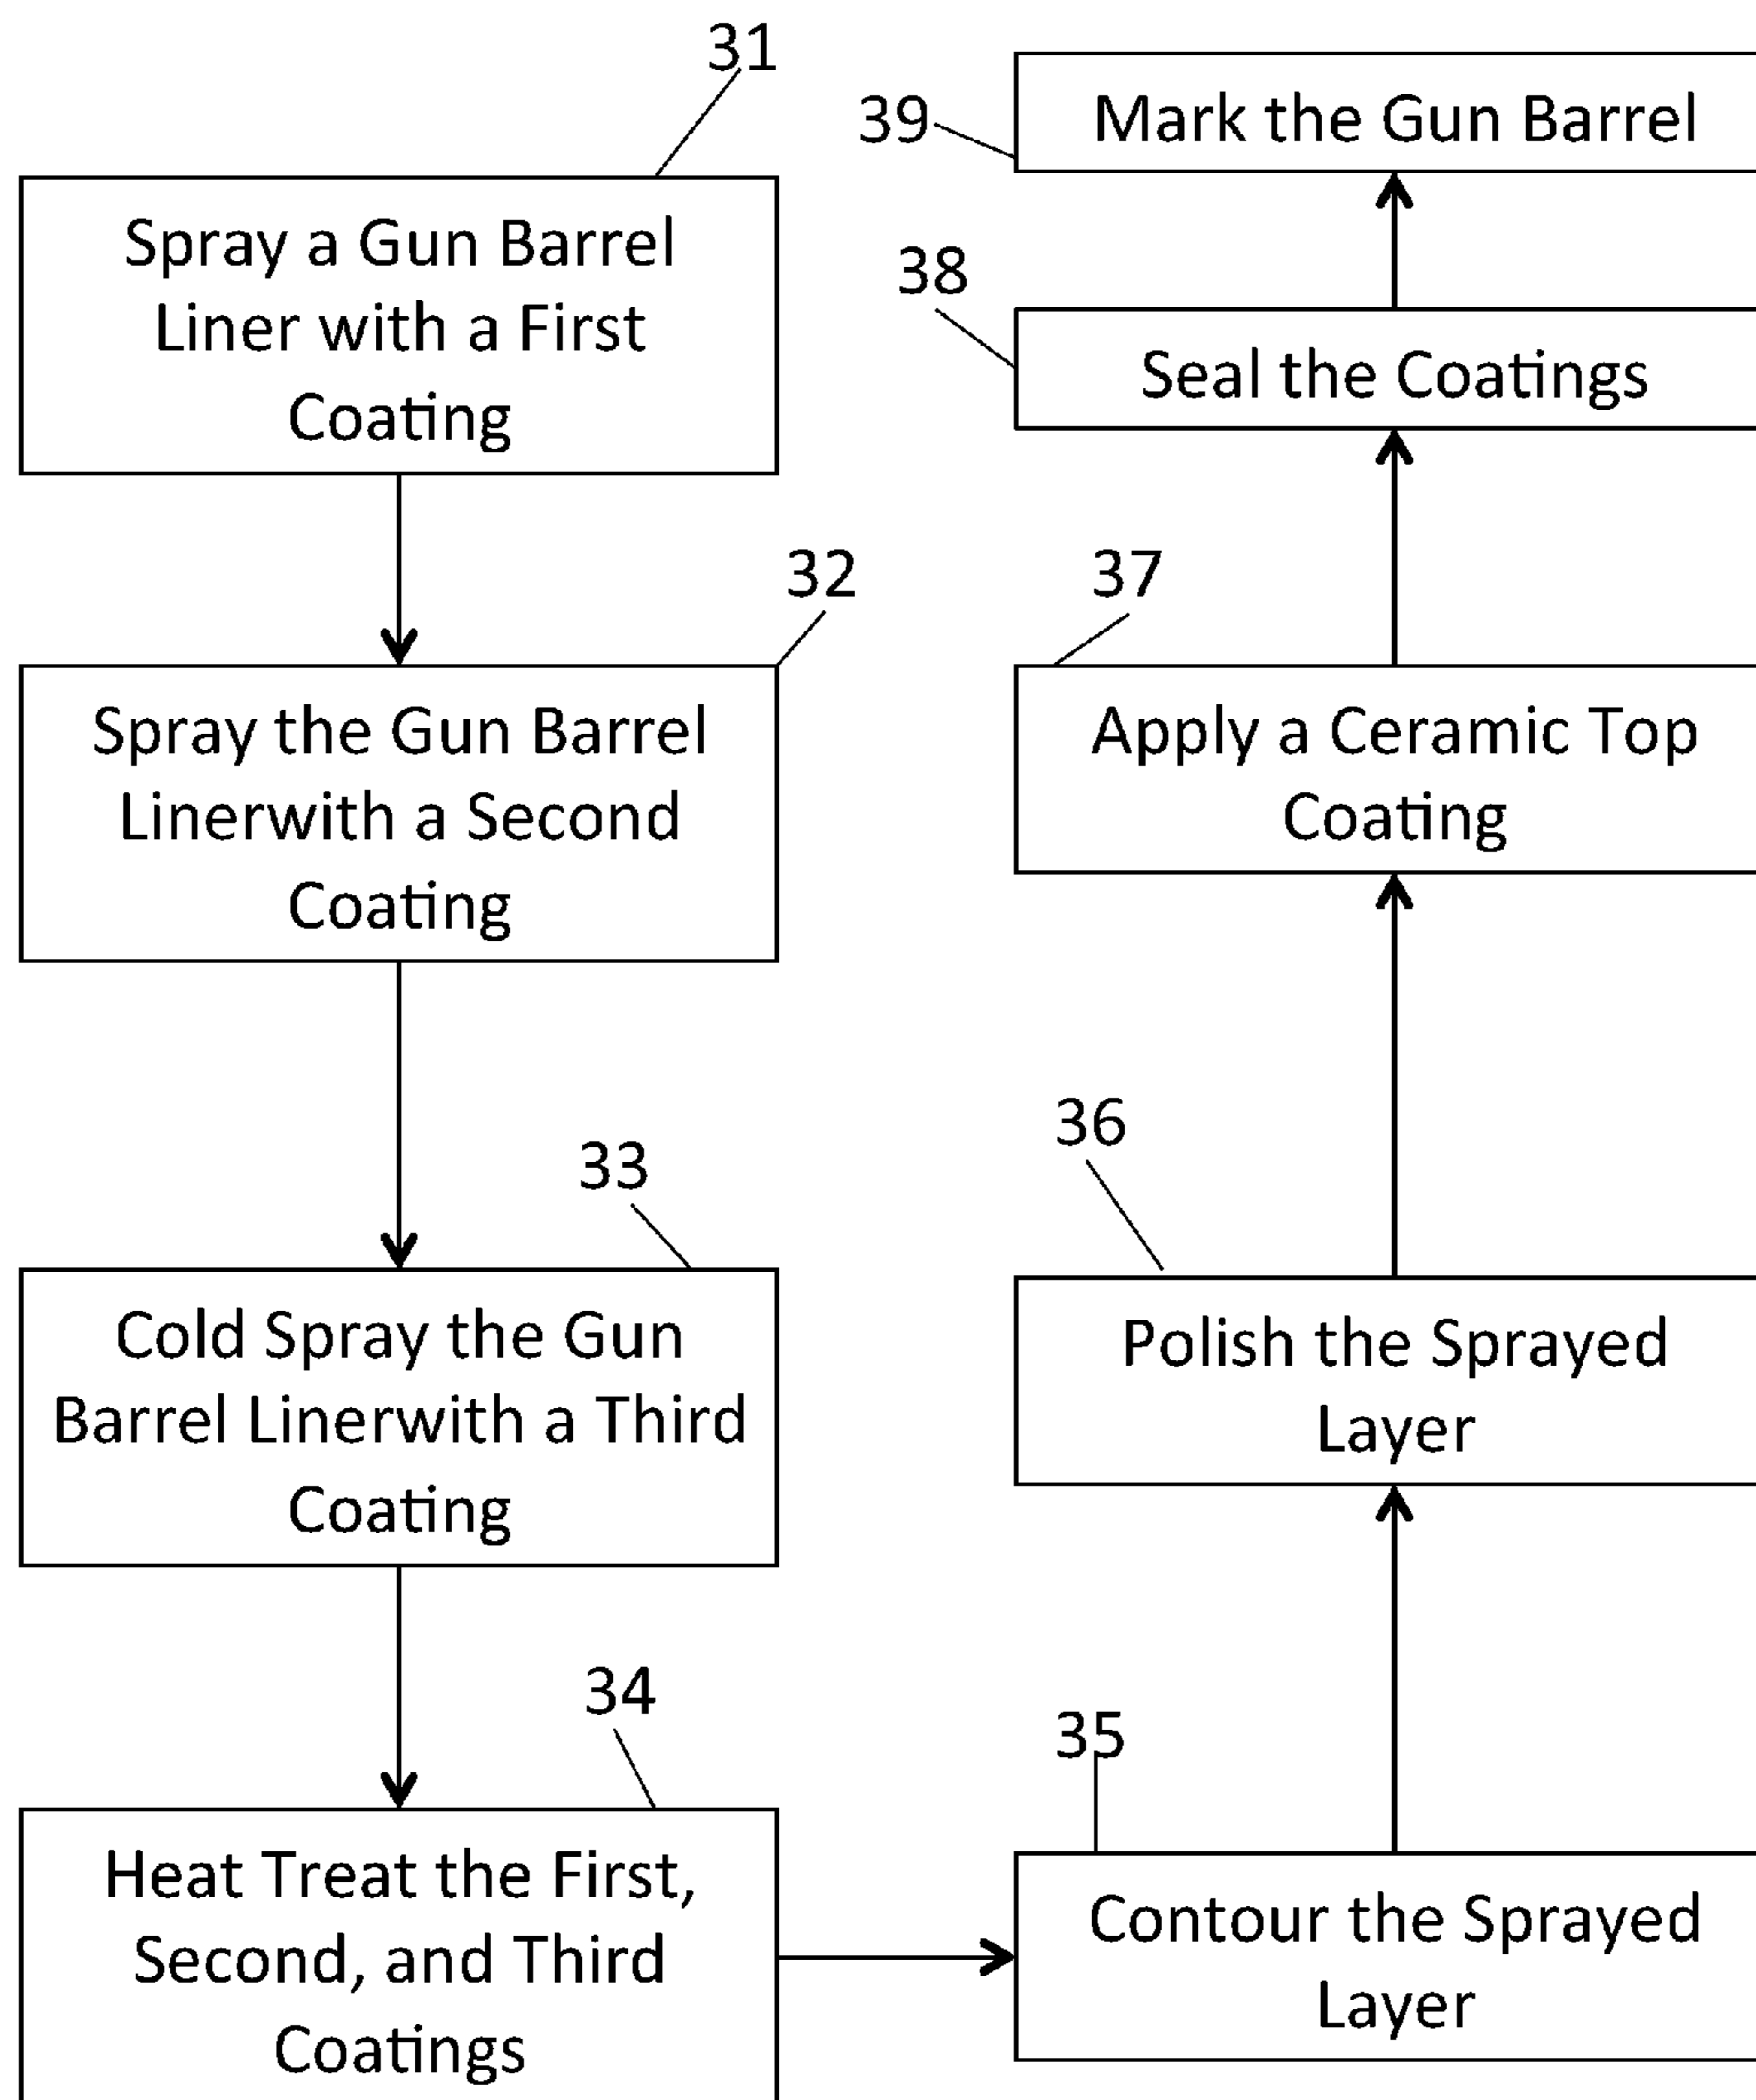 31
Spray a Gun Barrel
Liner with a First
Coating
32
Spray the Gun Barrel
Linerwith a Second
Coating
33
Cold Spray the Gun
Barrel Linerwith a Third
Coating
34
Heat Treat the First,
Second, and Third
Coatings
35
Contour the Sprayed
Layer
36
Polish the Sprayed
Layer
37
Apply a Ceramic Top
Coating
38
Seal the Coatings
39
Mark the Gun Barrel